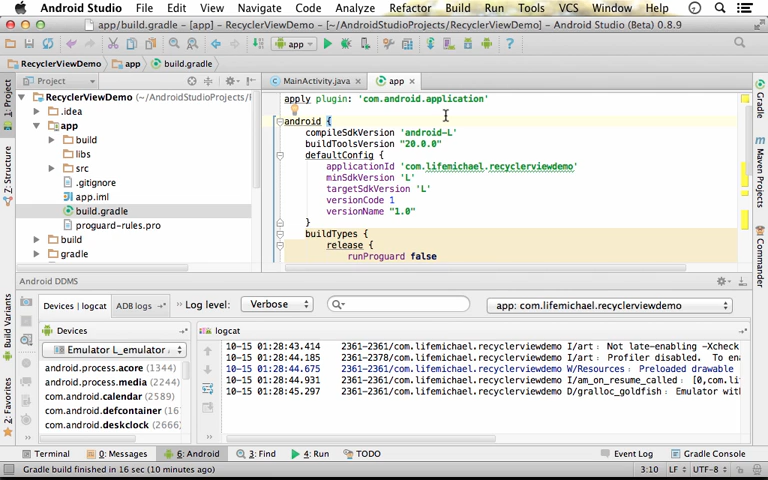 Android Studio File Edit View Navigate Code Analyze Refactor Build Run Tools VCS Window Help
app/build.gradle - [app] - RecyclerViewDemo - [~/AndroidStudioProjects/RecyclerViewDemo] - Android Studio (Beta) 0.8.9
app
RecyclerViewDemo app build.gradle
Project
MainActivity.java × app ×
1: Project
Z: Structure
Build Variants
2: Favorites
RecyclerViewDemo (~/AndroidStudioProjects/
.idea
app
build
libs
src
.gitignore
app.iml
build.gradle
proguard-rules.pro
build
gradle
apply plugin: 'com.android.application'
android {
compileSdkVersion 'android-L'
buildToolsVersion "20.0.0"
defaultConfig {
applicationId 'com.lifemichael.recyclerviewdemo'
minSdkVersion 'L'
targetSdkVersion 'L'
versionCode 1
versionName "1.0"
}
buildTypes {
release {
runProguard false
Gradle
Maven Projects
Commander
Android DDMS
Devices | logcat ADB logs Log level: Verbose app: com.lifemichael.recyclerviewdemo
Devices
Emulator L_emulator
android.process.acore (1344)
android.process.media (2244)
com.android.calendar (2589)
com.android.defcontainer (16
com.android.deskclock (2666)
logcat
10-15 01:28:43.414 2361-2361/com.lifemichael.recyclerviewdemo I/art: Not late-enabling -Xcheck
10-15 01:28:44.185 2361-2378/com.lifemichael.recyclerviewdemo I/art: Profiler disabled. To en
10-15 01:28:44.675 2361-2361/com.lifemichael.recyclerviewdemo W/Resources: Preloaded drawable
10-15 01:28:44.931 2361-2361/com.lifemichael.recyclerviewdemo I/am_on_resume_called: [0,com.li
10-15 01:28:45.297 2361-2361/com.lifemichael.recyclerviewdemo D/gralloc_goldfish: Emulator wit
Terminal 0: Messages 6: Android 3: Find 4: Run TODO Event Log Gradle Console
Gradle build finished in 16 sec (10 minutes ago) 3:10 LF UTF-8